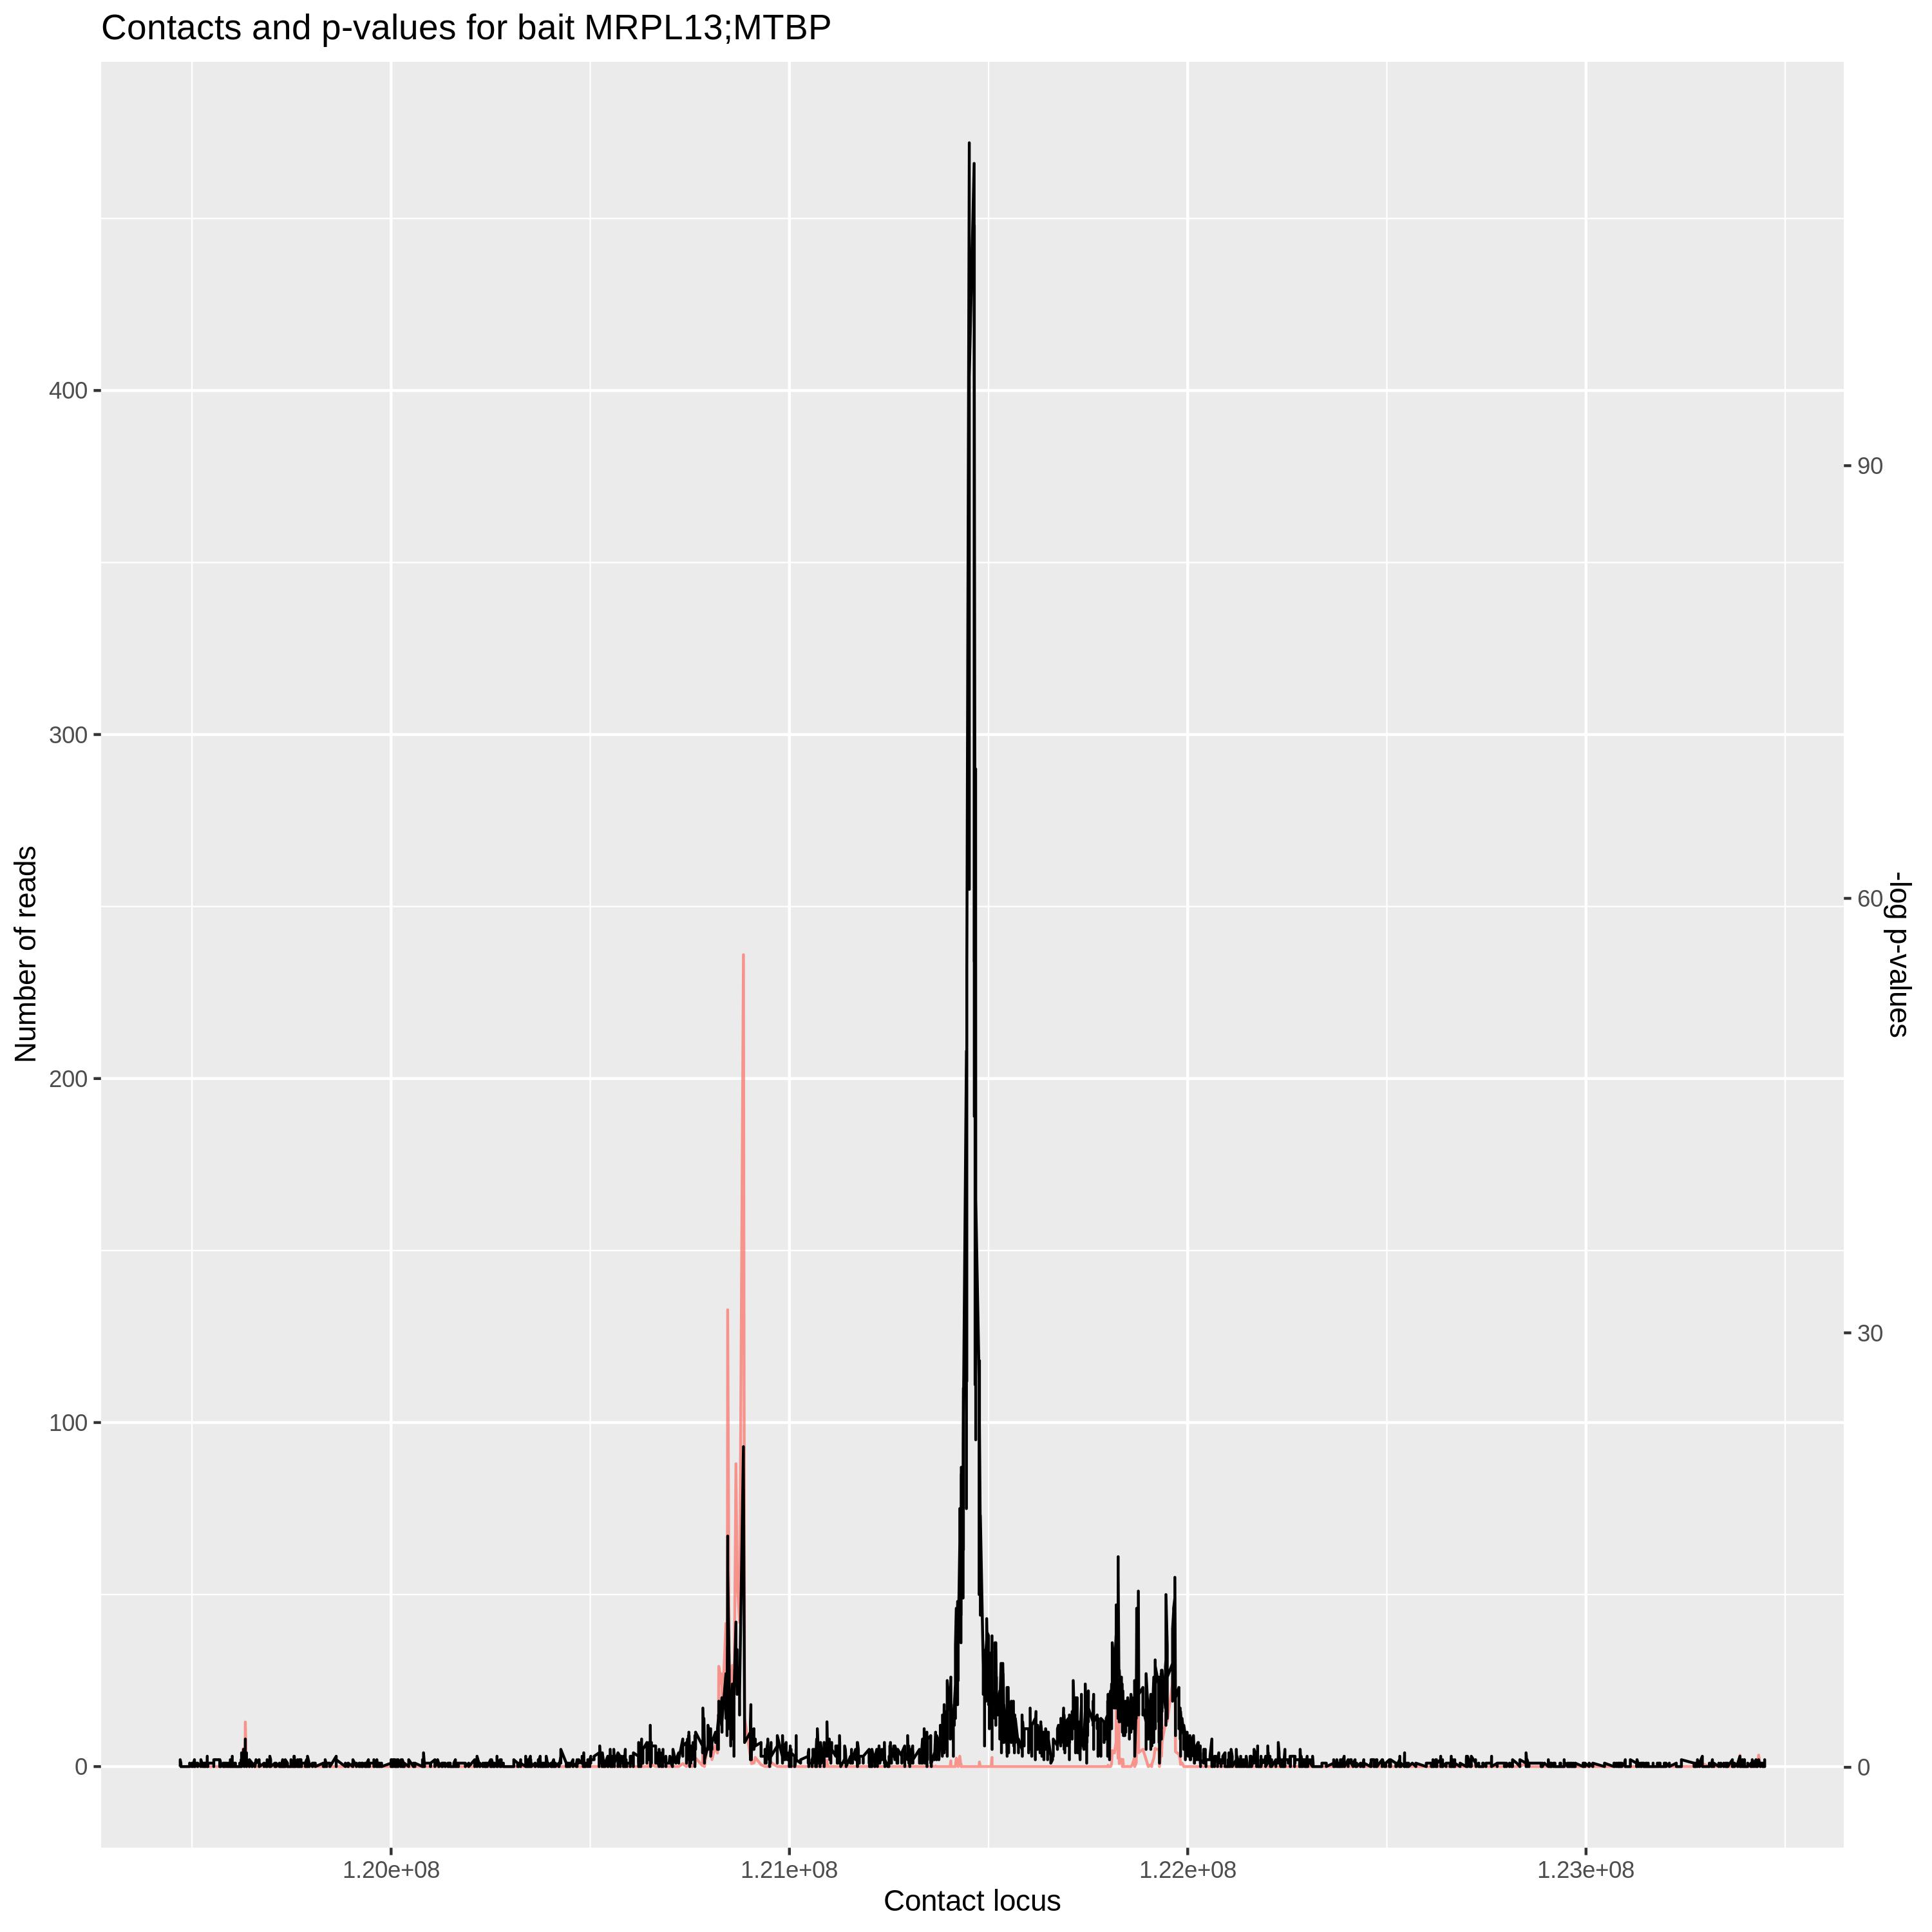 Contacts and p-values for bait MRPL13;MTBP
Number of reads
400
300
200
100
0
90
60
30
0
-log p-values
1.20e+08
1.21e+08
1.22e+08
1.23e+08
Contact locus